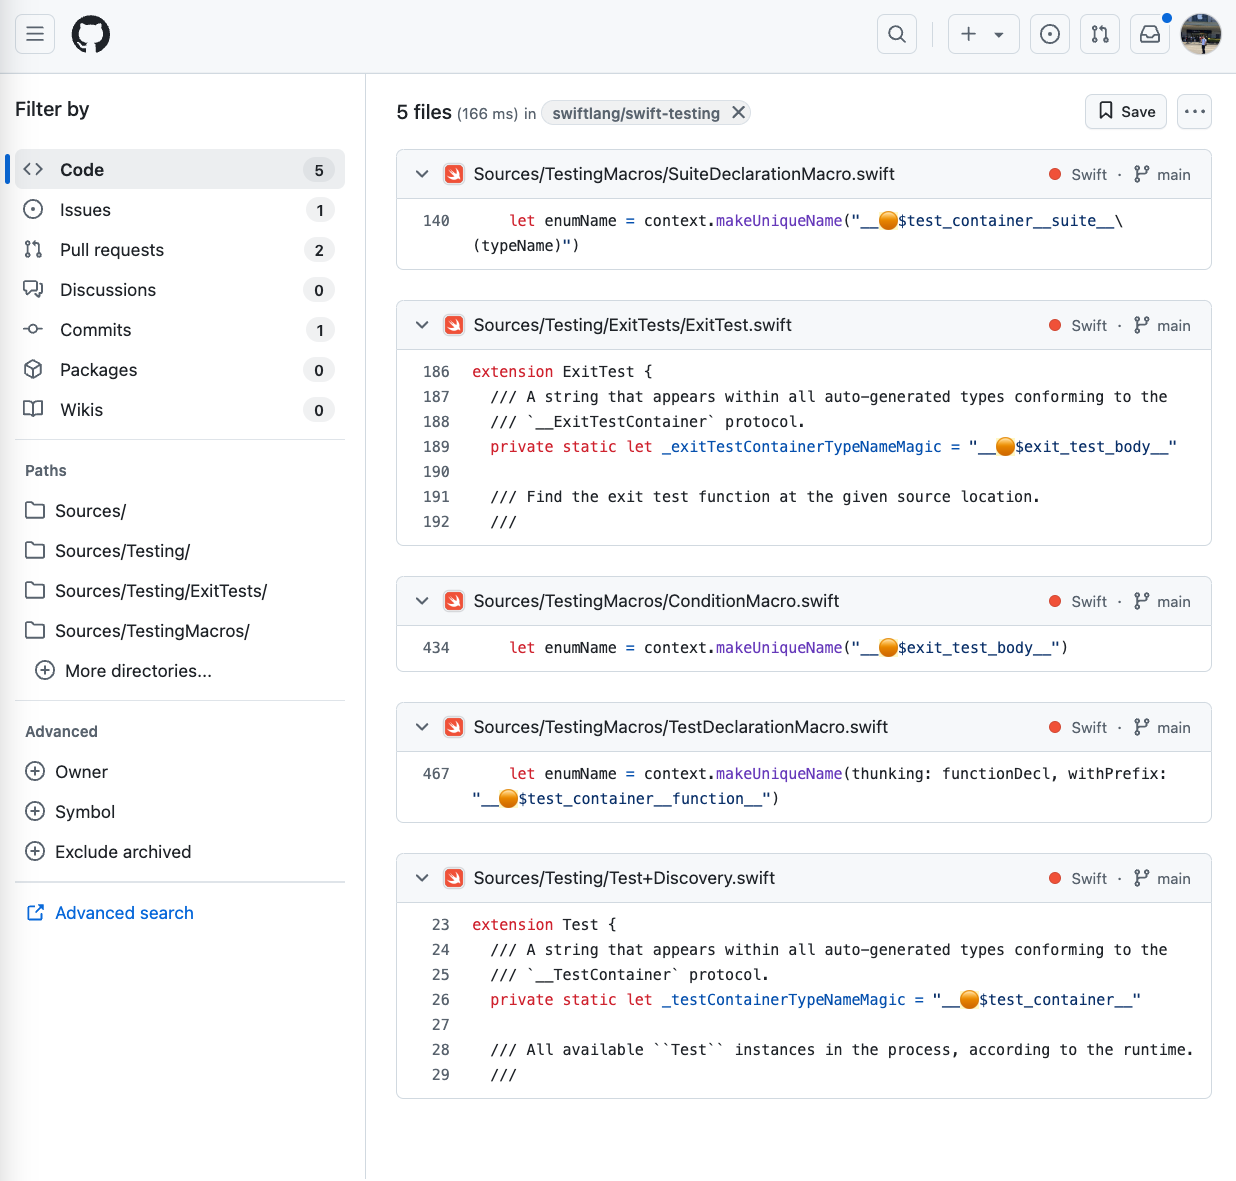 Filter by
Code 5
Issues 1
Pull requests 2
Discussions 0
Commits 1
Packages 0
Wikis 0
Paths
Sources/
Sources/Testing/
Sources/Testing/ExitTests/
Sources/TestingMacros/
More directories...
Advanced
Owner
Symbol
Exclude archived
Advanced search
5 files (166 ms) in swiftlang/swift-testing
Save
Sources/TestingMacros/SuiteDeclarationMacro.swift Swift · main
140 let enumName = context.makeUniqueName("__🟠$test_container__suite__\
(typeName)")
Sources/Testing/ExitTests/ExitTest.swift Swift · main
186 extension ExitTest {
187 /// A string that appears within all auto-generated types conforming to the
188 /// `__ExitTestContainer` protocol.
189 private static let _exitTestContainerTypeNameMagic = "__🟠$exit_test_body__"
190
191 /// Find the exit test function at the given source location.
192 ///
Sources/TestingMacros/ConditionMacro.swift Swift · main
434 let enumName = context.makeUniqueName("__🟠$exit_test_body__")
Sources/TestingMacros/TestDeclarationMacro.swift Swift · main
467 let enumName = context.makeUniqueName(thunking: functionDecl, withPrefix:
"__🟠$test_container__function__")
Sources/Testing/Test+Discovery.swift Swift · main
23 extension Test {
24 /// A string that appears within all auto-generated types conforming to the
25 /// `__TestContainer` protocol.
26 private static let _testContainerTypeNameMagic = "__🟠$test_container__"
27
28 /// All available ``Test`` instances in the process, according to the runtime.
29 ///